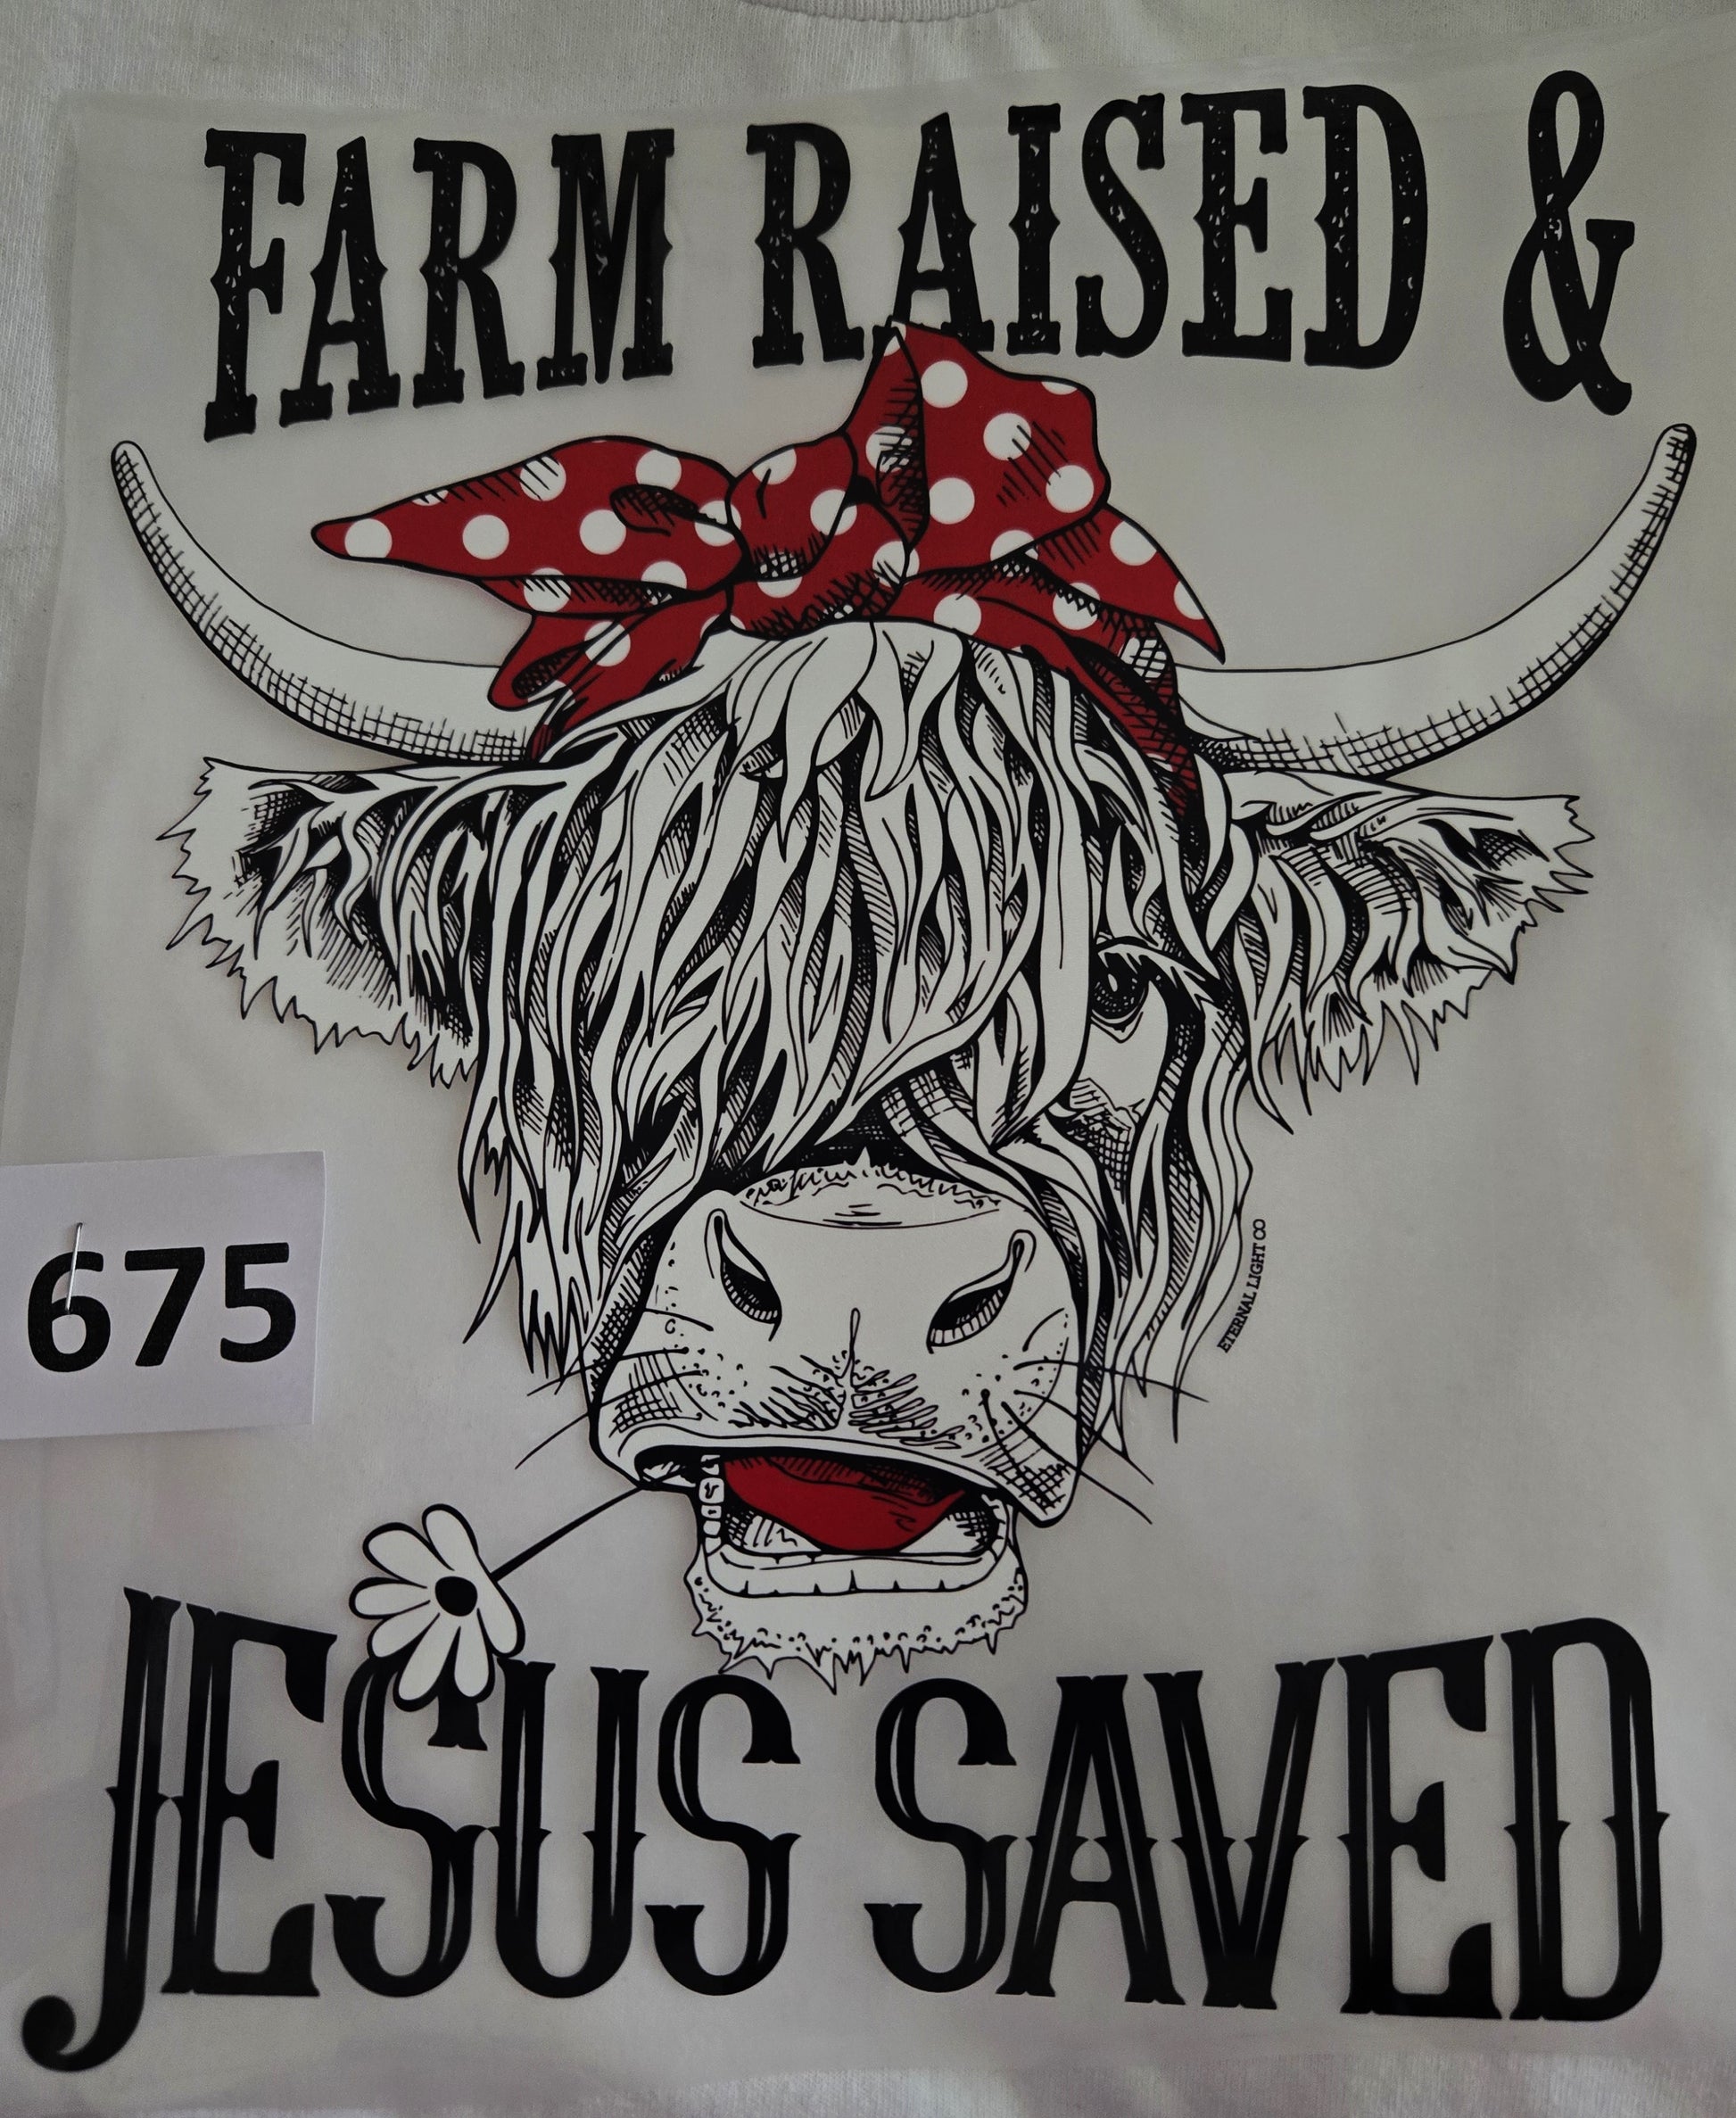 FARM RAISED &
675
ETERNAL LIGHT CO
JESUS SAVED